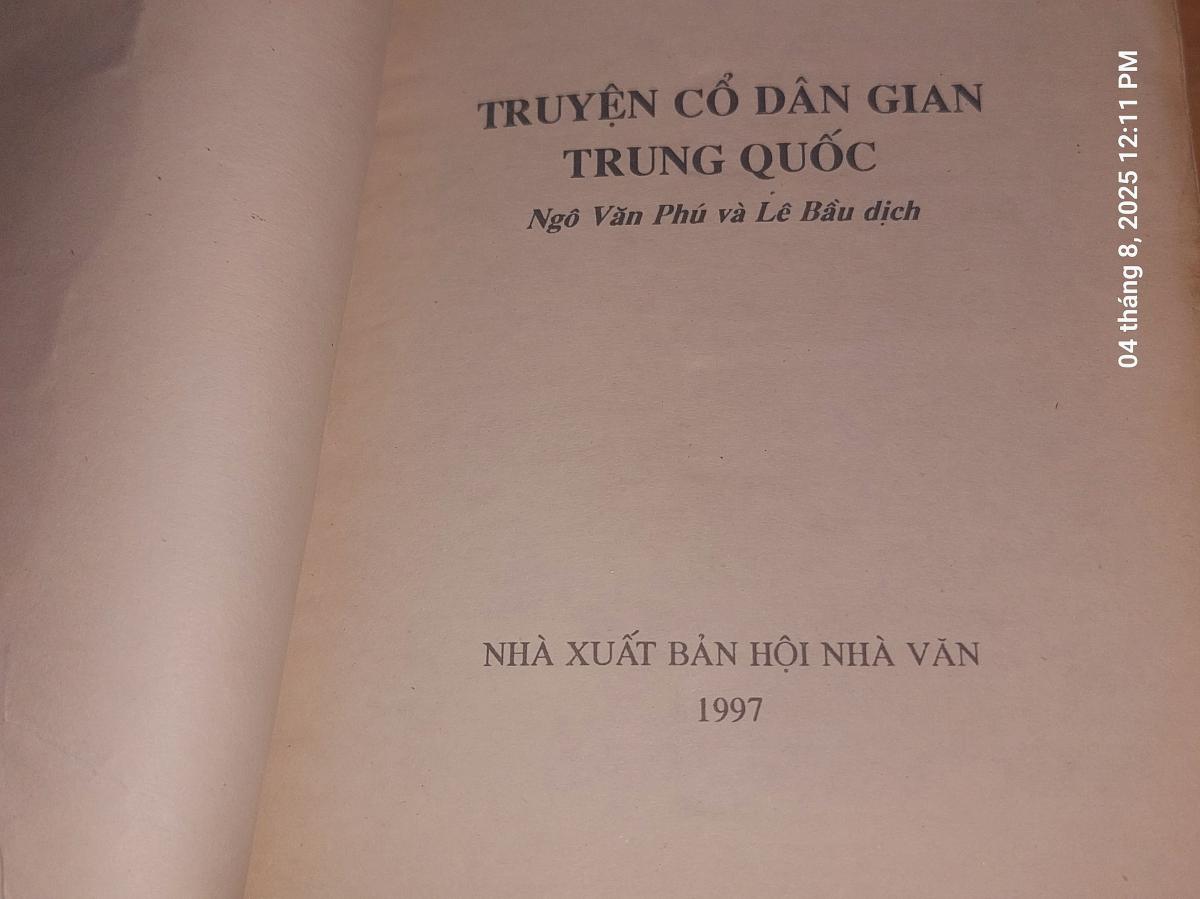 TRUYỆN CỔ DÂN GIAN
TRUNG QUỐC
Ngô Văn Phú và Lê Bầu dịch
NHÀ XUẤT BẢN HỘI NHÀ VĂN
1997
04 tháng 8, 2025 12:11 PM